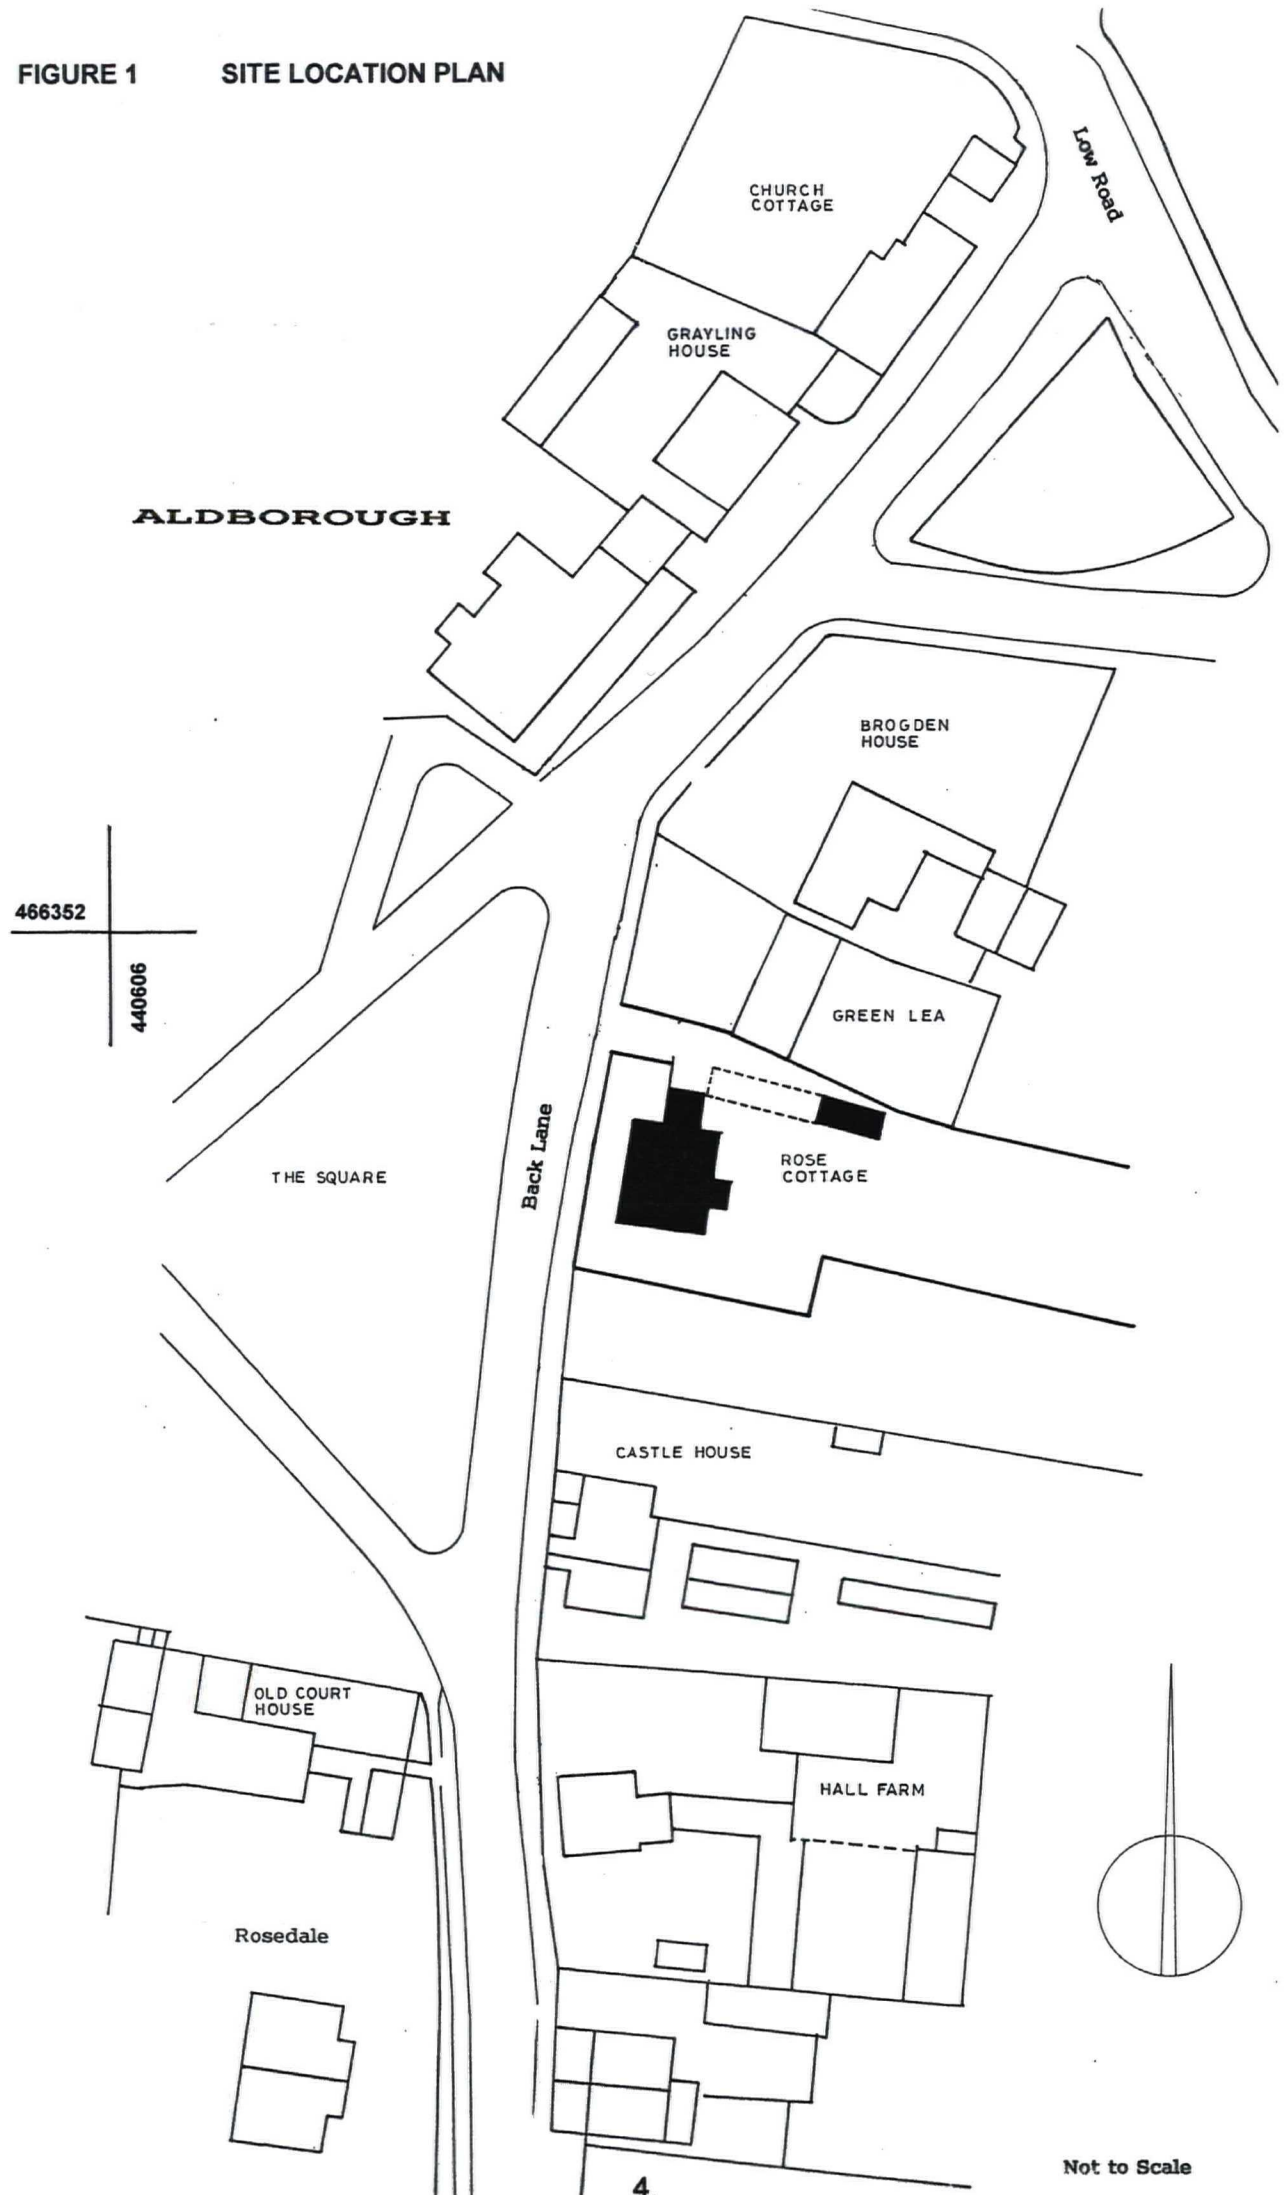 FIGURE 1 SITE LOCATION PLAN
Low Road
CHURCH
COTTAGE
GRAYLING
HOUSE
ALDBOROUGH
BROGDEN
HOUSE
466352
440606
GREEN LEA
Back Lane
ROSE
COTTAGE
THE SQUARE
CASTLE HOUSE
OLD COURT
HOUSE
HALL FARM
Rosedale
Not to Scale
4